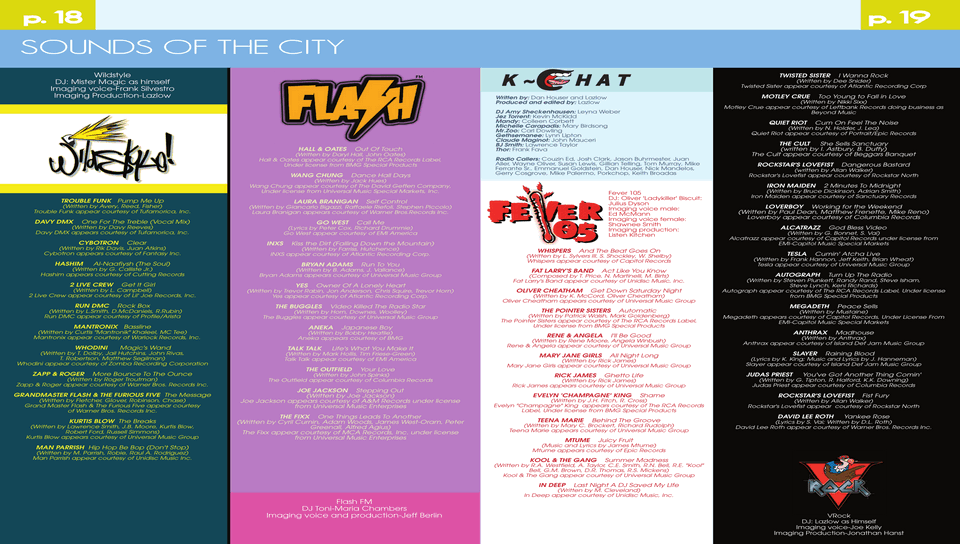 p. 18
p. 19
SOUNDS OF THE CITY
Wildstyle
DJ: Mister Magic as himself
Imaging voice-Frank Silvestro
Imaging Production-Lazlow
Wildstyle!
TROUBLE FUNK Pump Me Up
(Written by Avery, Reed, Fisher)
Trouble Funk appear courtesy of Tuflamorica, Inc.
DAVY DMX One For The Treble (Vocal Mix)
(Written by Davy Reeves)
Davy DMX appears courtesy of Tuflamorica, Inc.
CYBOTRON Clear
(Written by Rik Davis, Juan Atkins)
Cybotron appears courtesy of Fantasy Inc.
HASHIM Al-Naafiysh (The Soul)
(Written by G. Calliste Jr.)
Hashim appears courtesy of Cutting Records
2 LIVE CREW Get It Girl
(Written by L. Campbell)
2 Live Crew appear courtesy of Lil' Joe Records, Inc.
RUN DMC Rock Box
(Written by L.Smith, D.McDaniels, R.Rubin)
Run DMC appear courtesy of Profile/Arista
MANTRONIX Bassline
(Written by Curtis "Mantronik" Khaleel, MC Tee)
Mantronix appear courtesy of Warlock Records, Inc.
WHODINI Magic's Wand
(Written by T. Dolby, Jail Hutchins, John Rivas,
T. Robertson, Matthew Seigilman)
Whodini appear courtesy of Zomba Recording Corporation
ZAPP & ROGER More Bounce To The Ounce
(Written by Roger Troutman)
Zapp & Roger appear courtesy of Warner Bros. Records Inc.
GRANDMASTER FLASH & THE FURIOUS FIVE The Message
(Written by Fletcher, Glover, Robinson, Chase)
Grand Master Flash & The Furious Five appear courtesy
of Warner Bros. Records Inc.
KURTIS BLOW The Breaks
(Written by Lawrence Smith, J.B. Moore, Kurtis Blow,
Robert Ford, Russell Simmons)
Kurtis Blow appears courtesy of Universal Music Group
MAN PARRISH Hip Hop Be Bop (Don't Stop)
(Written by M. Parrish, Robie, Raul A. Rodriguez)
Man Parrish appear courtesy of Unidisc Music Inc.
FLASH
TM
HALL & OATES Out Of Touch
(Written by Daryl Hall, John Oates)
Hall & Oates appear courtesy of The RCA Records Label.
Under license from BMG Special Products
WANG CHUNG Dance Hall Days
(Written by Jack Hues)
Wang Chung appear courtesy of The David Geffen Company.
Under license from Universal Music Special Markets, Inc.
LAURA BRANIGAN Self Control
(Written by Giancarlo Bigazzi, Raffaele Riefoli, Stephen Piccolo)
Laura Branigan appears courtesy of Warner Bros Records Inc.
GO WEST Call Me
(Lyrics by Peter Cox, Richard Drummie)
Go West appear courtesy of EMI America
INXS Kiss the Dirt (Falling Down the Mountain)
(Written by Farriss, Hutchence)
INXS appear courtesy of Atlantic Recording Corp.
BRYAN ADAMS Run To You
(Written by B. Adams, J. Vallance)
Bryan Adams appears courtesy of Universal Music Group
YES Owner Of A Lonely Heart
(Written by Trevor Rabin, Jon Anderson, Chris Squire, Trevor Horn)
Yes appear courtesy of Atlantic Recording Corp.
THE BUGGLES Video Killed The Radio Star
(Written by Horn, Downes, Woolley)
The Buggles appear courtesy of Universal Music Group
ANEKA Japanese Boy
(Written by Bobby Heatlie)
Aneka appears courtesy of BMG
TALK TALK Life's What You Make It
(Written by Mark Hollis, Tim Friese-Green)
Talk Talk appear courtesy of EMI America
THE OUTFIELD Your Love
(Written by John Spinks)
The Outfield appear courtesy of Columbia Records
JOE JACKSON Stepping Out
(Written by Joe Jackson)
Joe Jackson appears courtesy of A&M Records under license
from Universal Music Enterprises
THE FIXX One Things Leads To Another
(Written by Cyril Curnin, Adam Woods, James West-Oram, Peter
Greenall, Alfred Agius)
The Fixx appear courtesy of MCA Records, Inc. under license
from Universal Music Enterprises
Flash FM
DJ Toni-Maria Chambers
Imaging voice and production-Jeff Berlin
K~CHAT
Written by: Dan Houser and Lazlow
Produced and edited by: Lazlow
DJ Amy Sheckenhausen: Leyna Weber
Jez Torrent: Kevin McKidd
Mandy: Colleen Corbett
Michelle Carapadis: Mary Birdsong
Mr.Zoo: Carl Dowling
Gethsemanee: Lynn Lipton
Claude Maginot: John Mauceri
BJ Smith: Lawrence Taylor
Thor: Frank Fava
Radio Callers: Couzin Ed, Josh Clark, Jason Buhrmester, Juan
Allel, Wayne Oliver, Susan Lewis, Gillian Telling, Tom Murray, Mike
Ferrante Sr., Emmanuel Goldstein, Dan Houser, Nick Mandelos,
Gerry Cosgrove, Mike Pilzerno, Porkchop, Keith Broadas
FEVER
105
Fever 105
DJ: Oliver 'Ladykiller' Biscuit:
Julius Dyson
Imaging voice male:
Ed McMann
Imaging voice female:
Shawnee Smith
Imaging production:
Listen Kitchen
WHISPERS And The Beat Goes On
(Written by L. Sylvers III, S. Shockley, W. Shelby)
Whispers appear courtesy of Capitol Records
FAT LARRY'S BAND Act Like You Know
(Composed by I. Price, N. Martinelli, M. Brits)
Fat Larry's Band appear courtesy of Unidisc Music, Inc.
OLIVER CHEATHAM Get Down Saturday Night
(Written by K. McCord, Oliver Cheatham)
Oliver Cheatham appears courtesy of Universal Music Group
THE POINTER SISTERS Automatic
(Written by Patrick Walsh, Mark Goldenberg)
The Pointer Sisters appear courtesy of The RCA Records Label.
Under license from BMG Special Products
RENE & ANGELA I'll Be Good
(Written by Rene Moore, Angela Winbush)
Rene & Angela appear courtesy of Universal Music Group
MARY JANE GIRLS All Night Long
(Written by Rick James)
Mary Jane Girls appear courtesy of Universal Music Group
RICK JAMES Ghetto Life
(Written by Rick James)
Rick James appears courtesy of Universal Music Group
EVELYN 'CHAMPAGNE' KING Shame
(Written by J.H. Fitch, R. Cross)
Evelyn "Champagne" King appears courtesy of The RCA Records
Label. Under license from BMG Special Products
TEENA MARIE Behind The Groove
(Written by Mary C. Brockert, Richard Rudolph)
Teena Marie appears courtesy of Universal Music Group
MTUME Juicy Fruit
(Music and Lyrics by James Mtume)
Mtume appears courtesy of Epic Records
KOOL & THE GANG Summer Madness
(Written by R.A. Westfield, A. Taylor, C.E. Smith, R.N. Bell, R.E. "Kool"
Bell, G.M. Brown, D.R. Thomas, R.S. Mickens)
Kool & The Gang appear courtesy of Universal Music Group
IN DEEP Last Night A DJ Saved My Life
(Written by M. Cleveland)
In Deep appear courtesy of Unidisc Music, Inc.
TWISTED SISTER I Wanna Rock
(Written by Dee Snider)
Twisted Sister appear courtesy of Atlantic Recording Corp
MOTLEY CRUE Too Young to Fall in Love
(Written by Nikki Sixx)
Motley Crue appear courtesy of Leftbank Records doing business as
Beyond Music
QUIET RIOT Cum On Feel The Noise
(Written by N. Holder, J. Lea)
Quiet Riot appear courtesy of Portrait/Epic Records
THE CULT She Sells Sanctuary
(written by I. Astbury, B. Duffy)
The Cult appear courtesy of Beggars Banquet
ROCKSTAR'S LOVEFIST Dangerous Bastard
(written by Allan Walker)
Rockstar's Lovefist appear courtesy of Rockstar North
IRON MAIDEN 2 Minutes To Midnight
(Written by Bruce Dickinson, Adrian Smith)
Iron Maiden appear courtesy of Sanctuary Records
LOVERBOY Working for the Weekend
(Written by Paul Dean, Matthew Frenette, Mike Reno)
Loverboy appear courtesy of Columbia Records
ALCATRAZZ God Bless Video
(Written by G. Bonnet, S. Vai)
Alcatrazz appear courtesy of Capitol Records under license from
EMI-Capitol Music Special Markets
TESLA Cumin' Atcha Live
(Written by Frank Hannon, Jeff Keith, Brian Wheat)
Tesla appear courtesy of Universal Music Group
AUTOGRAPH Turn Up The Radio
(Written by Steven Plunkett, Randy Rand, Steve Isham,
Steve Lynch, Keni Richards)
Autograph appear courtesy of The RCA Records Label. Under license
from BMG Special Products
MEGADETH Peace Sells
(Written by Mustaine)
Megadeth appears courtesy of Capitol Records. Under License From
EMI-Capitol Music Special Markets
ANTHRAX Madhouse
(Written by Anthrax)
Anthrax appear courtesy of Island Def Jam Music Group
SLAYER Raining Blood
(Lyrics by K. King; Music and Lyrics by J. Hanneman)
Slayer appear courtesy of Island Def Jam Music Group
JUDAS PRIEST You've Got Another Thing Comin'
(Written by G. Tipton, R. Halford, K.K. Downing)
Judas Priest appear courtesy of Columbia Records
ROCKSTAR'S LOVEFIST Fist Fury
(Written by Allan Walker)
Rockstar's Lovefist appear courtesy of Rockstar North
DAVID LEE ROTH Yankee Rose
(Lyrics by S. Vai; Written by D.L. Roth)
David Lee Roth appear courtesy of Warner Bros. Records Inc.
V
ROCK
VRock
DJ: Lazlow as Himself
Imaging voice-Joe Kelly
Imaging Production-Jonathan Hanst